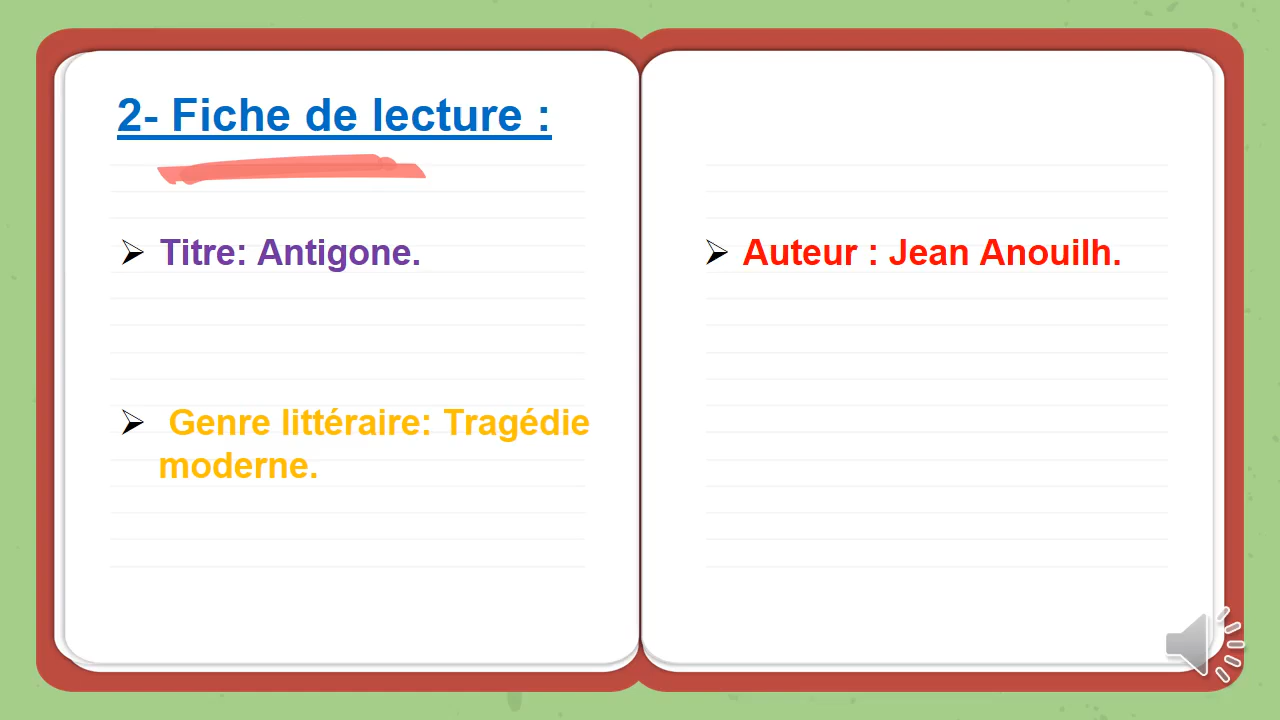 2- Fiche de lecture :
➢ Titre: Antigone.
➢ Genre littéraire: Tragédie
moderne.
➢ Auteur : Jean Anouilh.